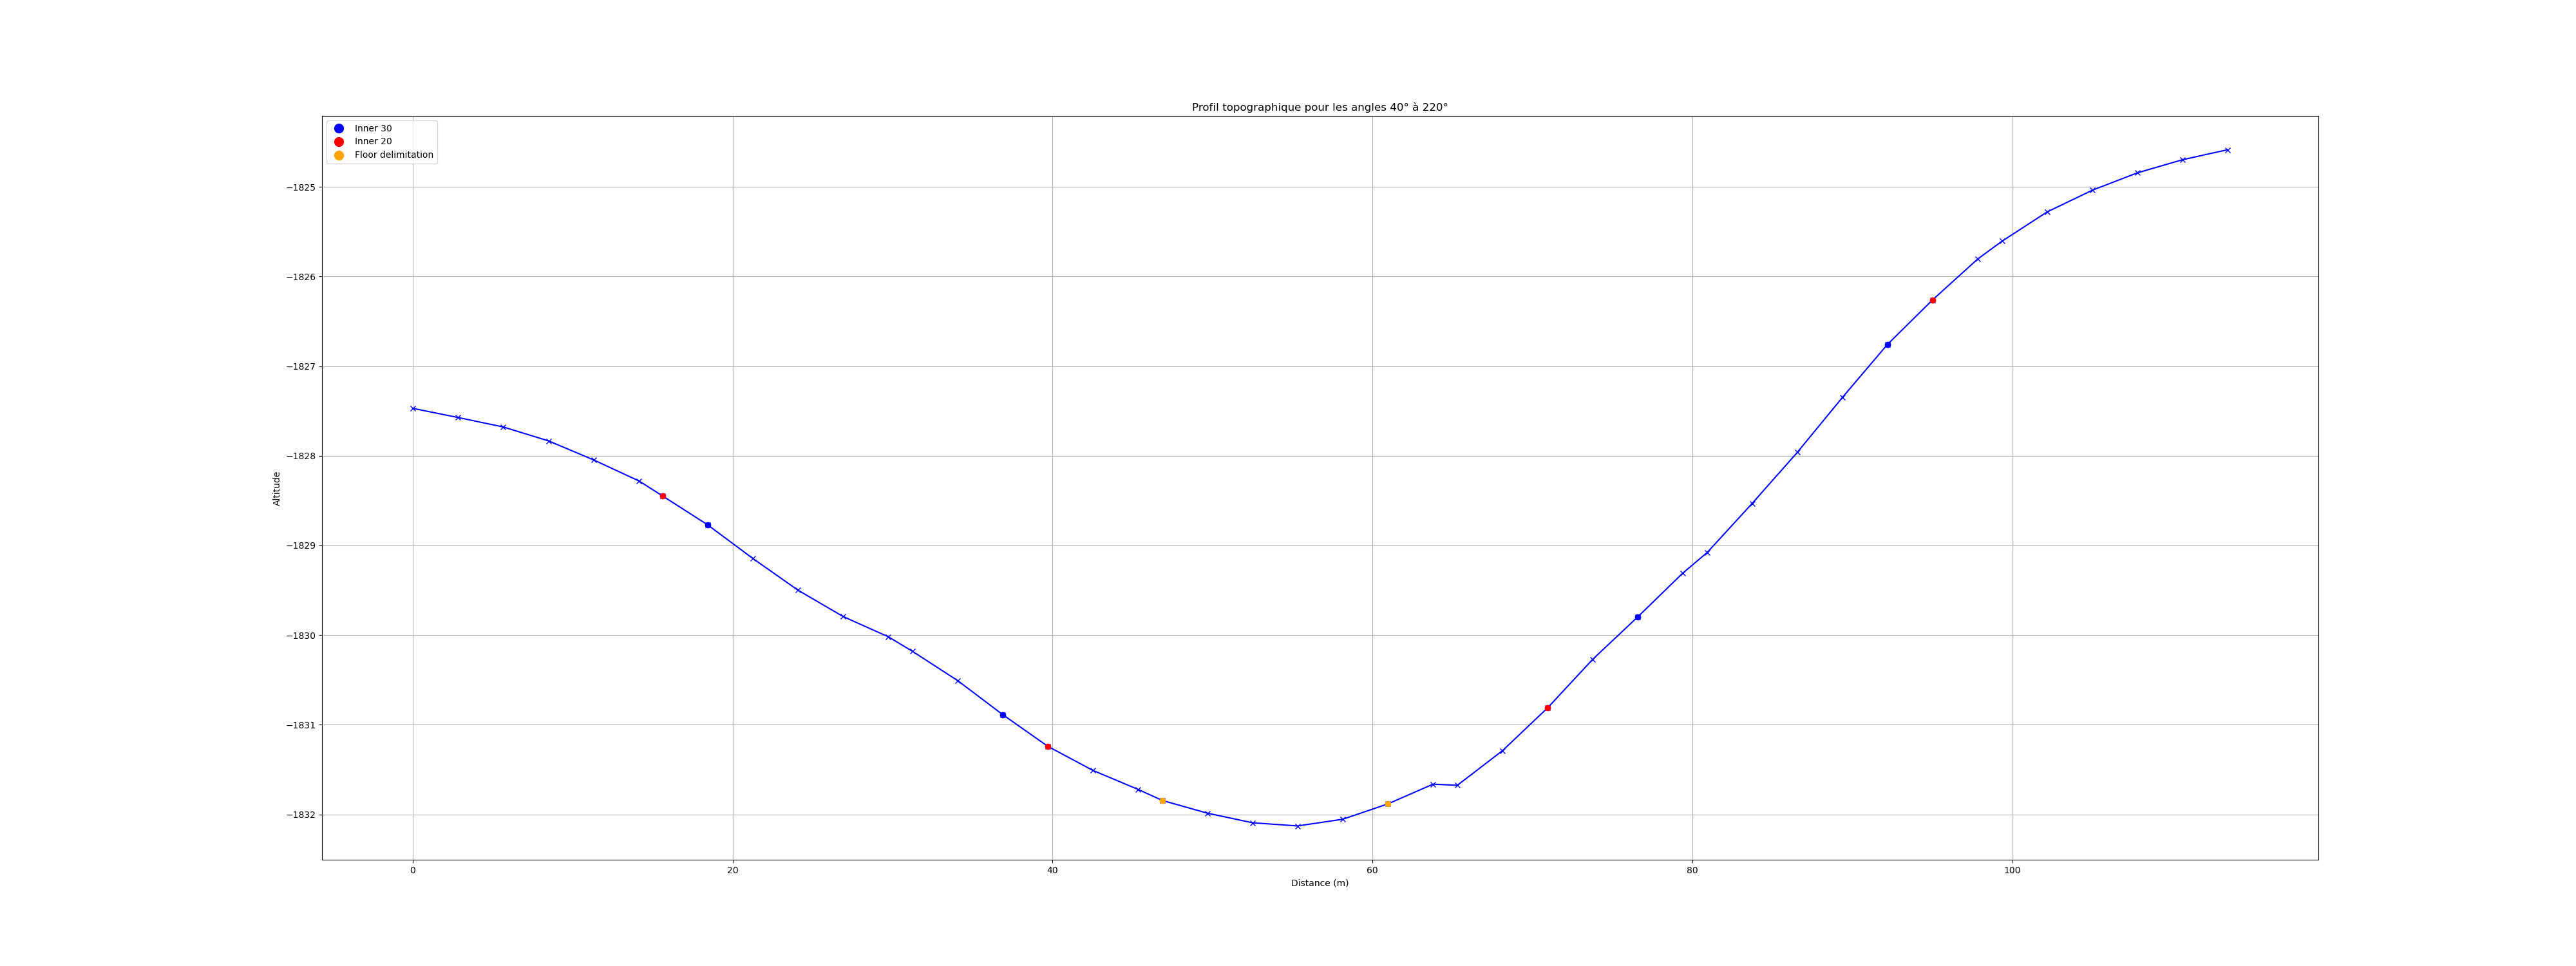 Profil topographique pour les angles 40° à 220°
Inner 30
Inner 20
Floor delimitation
−1825
−1826
−1827
−1828
−1829
−1830
−1831
−1832
Altitude
0
20
40
60
80
100
Distance (m)